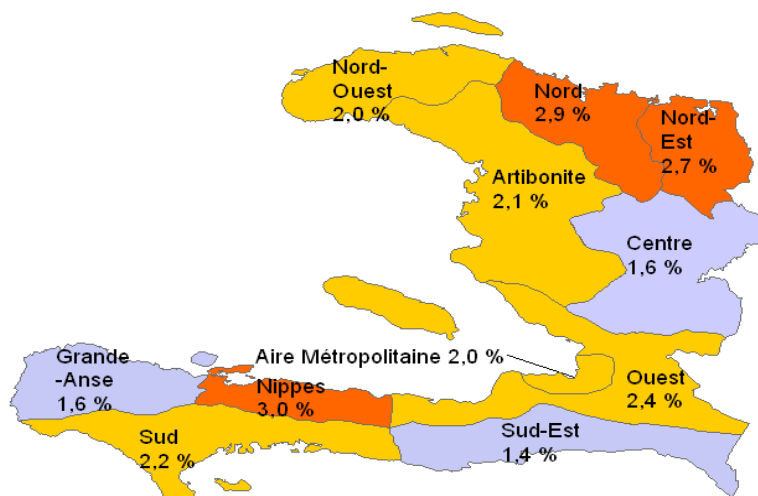 Nord-
Ouest
2,0 %
Nord
2,9 %
Nord-
Est
2,7 %
Artibonite
2,1 %
Centre
1,6 %
Aire Métropolitaine 2,0 %
Grande
-Anse
1,6 %
Nippes
3,0 %
Ouest
2,4 %
Sud
2,2 %
Sud-Est
1,4 %